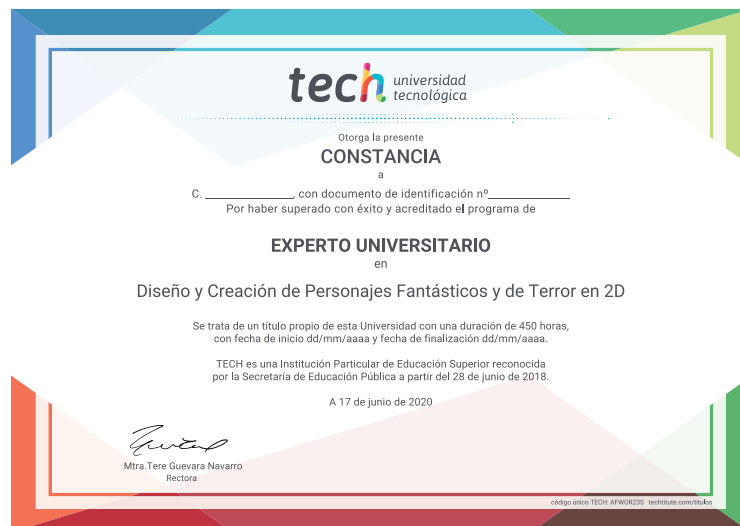 tech universidad
tecnológica
Otorga la presente
CONSTANCIA
a
C. ________________, con documento de identificación nº______________
Por haber superado con éxito y acreditado el programa de
EXPERTO UNIVERSITARIO
en
Diseño y Creación de Personajes Fantásticos y de Terror en 2D
Se trata de un título propio de esta Universidad con una duración de 450 horas,
con fecha de inicio dd/mm/aaaa y fecha de finalización dd/mm/aaaa.
TECH es una Institución Particular de Educación Superior reconocida
por la Secretaría de Educación Pública a partir del 28 de junio de 2018.
A 17 de junio de 2020
Mtra.Tere Guevara Navarro
Rectora
código único TECH: AFWOR23S techtitute.com/titulos